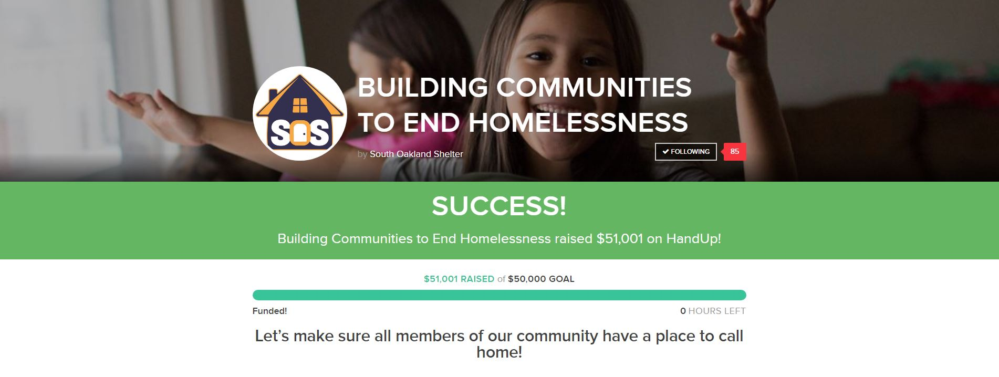 BUILDING COMMUNITIES
TO END HOMELESSNESS
SOS
by South Oakland Shelter
FOLLOWING
85
SUCCESS!
Building Communities to End Homelessness raised $51,001 on HandUp!
$51,001 RAISED of $50,000 GOAL
Funded!
0 HOURS LEFT
Let’s make sure all members of our community have a place to call
home!